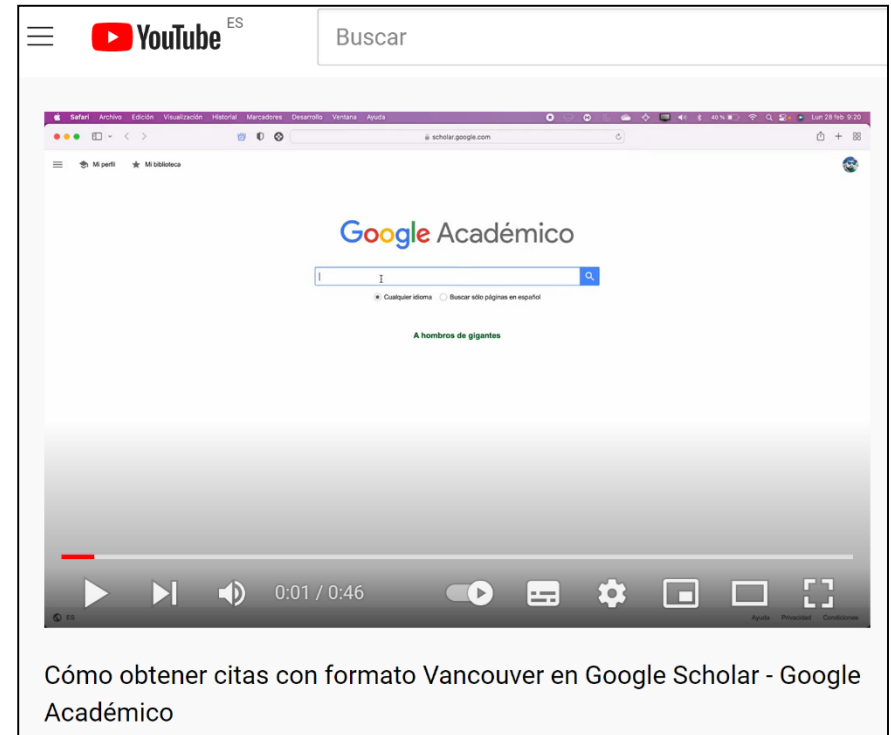 YouTube ES
Buscar
Safari Archivo Edición Visualización Historial Marcadores Desarrollo Ventana Ayuda 40 % Lun 28 feb 9:20
scholar.google.com
Mi perfil Mi biblioteca
Google Académico
Cualquier idioma Buscar sólo páginas en español
A hombros de gigantes
0:01 / 0:46
ES Ayuda Privacidad Condiciones
Cómo obtener citas con formato Vancouver en Google Scholar - Google
Académico